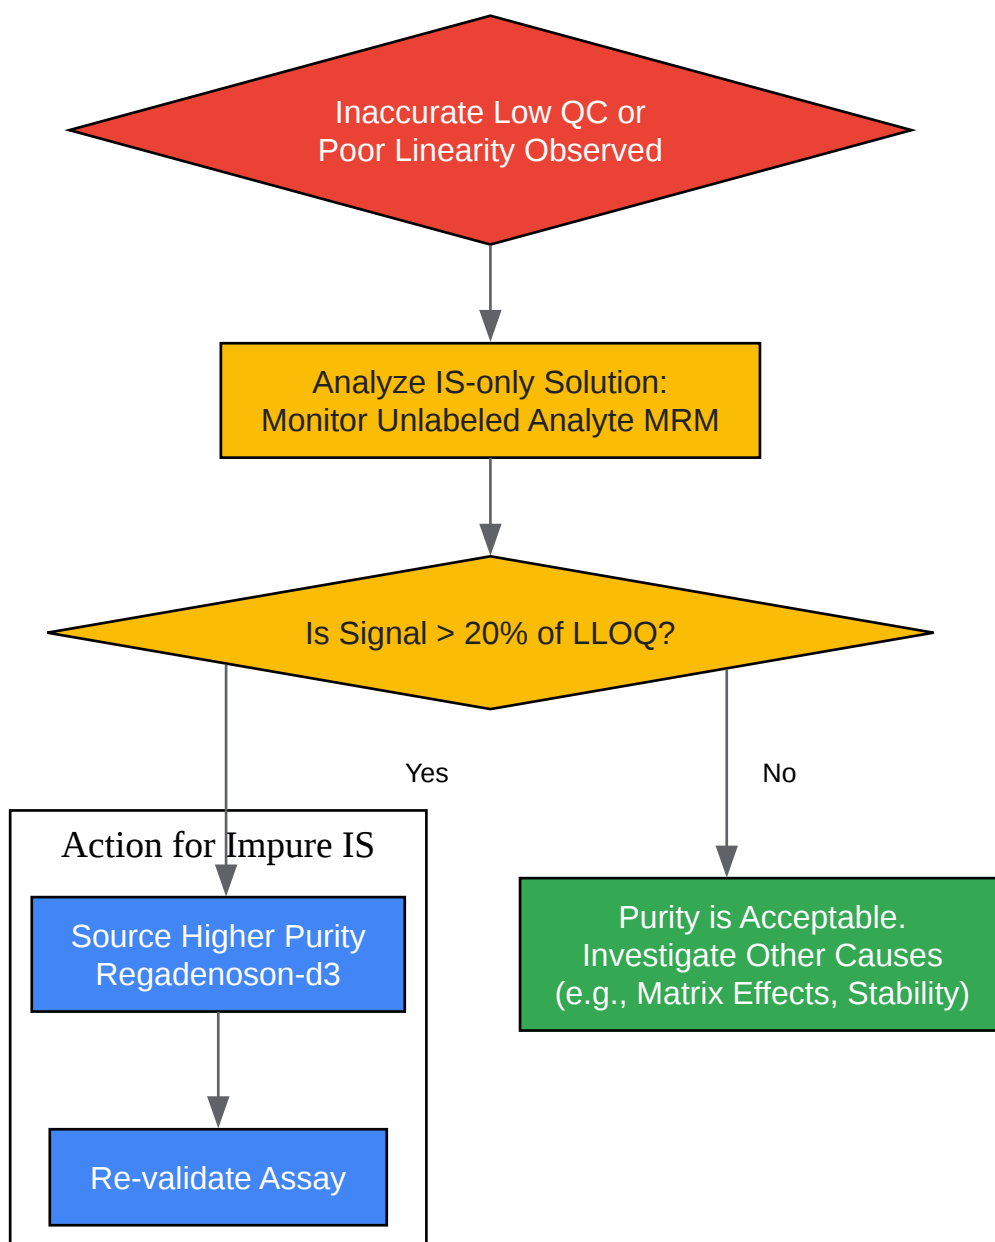 Inaccurate Low QC or
Poor Linearity Observed
Analyze IS-only Solution:
Monitor Unlabeled Analyte MRM
Is Signal > 20% of LLOQ?
Yes
No
Action for Impure IS
Source Higher Purity
Regadenoson-d3
Purity is Acceptable.
Investigate Other Causes
(e.g., Matrix Effects, Stability)
Re-validate Assay